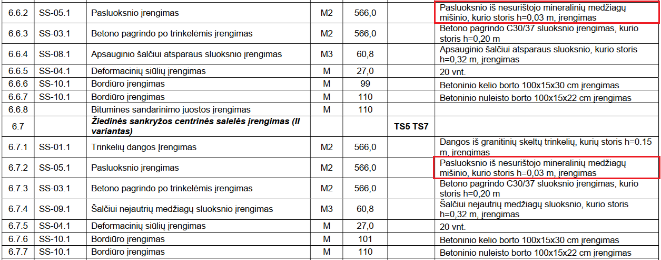 6.6.2 SS-05.1 Pasluoksnio įrengimas M2 566,0 Pasluoksnio iš nesurištojo mineralinių medžiagų
mišinio, kurio storis h=0,03 m, įrengimas
6.6.3 SS-03.1 Betono pagrindo po trinkelėmis įrengimas M2 566,0 Betono pagrindo C30/37 sluoksnio įrengimas, kurio
storis h=0,20 m
6.6.4 SS-08.1 Apsauginio šalčiui atsparaus sluoksnio įrengimas M3 60,8 Apsauginio šalčiui atsparaus sluoksnio, kurio storis
h=0,32 m, įrengimas
6.6.5 SS-04.1 Deformacinių siūlių įrengimas M 27,0 20 vnt.
6.6.6 SS-10.1 Bordiūro įrengimas M 99 Betoninio kelio borto 100x15x30 cm įrengimas
6.6.7 SS-10.1 Bordiūro įrengimas M 110 Betoninio nuleisto borto 100x15x22 cm įrengimas
6.6.8 Bituminės sandarinimo juostos įrengimas M 110
6.7 Žiedinės sankryžos centrinės salelės įrengimas (II
variantas) TS5 TS7
6.7.1 SS-01.1 Trinkelių dangos įrengimas M2 566,0 Dangos iš granitinių skeltų trinkelių, kurių storis h=0.15
m, įrengimas
6.7.2 SS-05.1 Pasluoksnio įrengimas M2 566,0 Pasluoksnio iš nesurištojo mineralinių medžiagų
mišinio, kurio storis h=0,03 m, įrengimas
6.7.3 SS-03.1 Betono pagrindo po trinkelėmis įrengimas M2 566,0 Betono pagrindo C30/37 sluoksnio įrengimas, kurio
storis h=0,20 m
6.7.4 SS-09.1 Šalčiui nejautrių medžiagų sluoksnio įrengimas M3 60,8 Šalčiui nejautrių medžiagų sluoksnio, kurio storis
h=0,32 m, įrengimas
6.7.5 SS-04.1 Deformacinių siūlių įrengimas M 27,0 20 vnt.
6.7.6 SS-10.1 Bordiūro įrengimas M 101 Betoninio kelio borto 100x15x30 cm įrengimas
6.7.7 SS-10.1 Bordiūro įrengimas M 110 Betoninio nuleisto borto 100x15x22 cm įrengimas